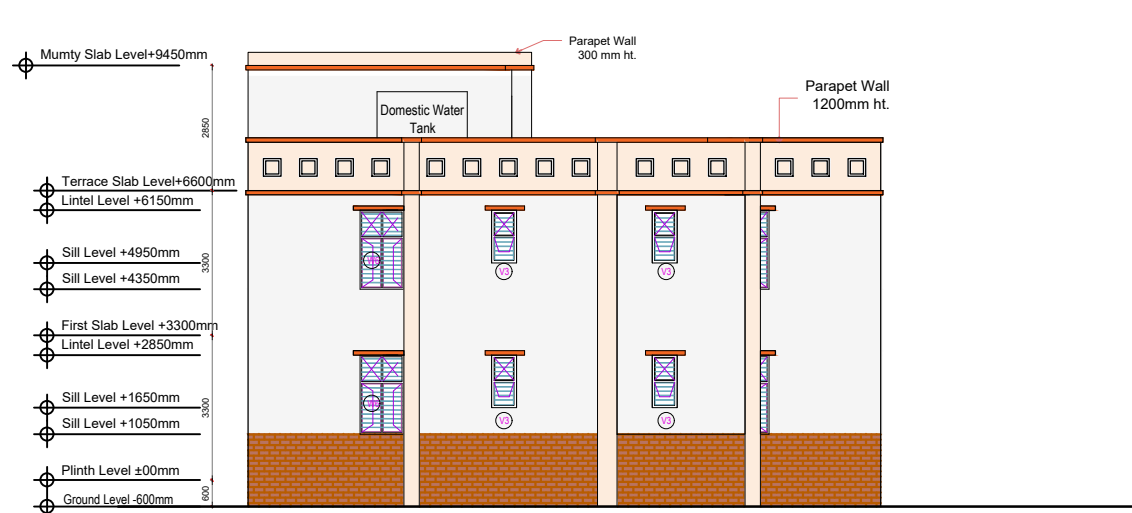 Mumty Slab Level+9450mm
Parapet Wall
300 mm ht.
Parapet Wall
1200mm ht.
Domestic Water
Tank
2850
Terrace Slab Level+6600mm
Lintel Level +6150mm
Sill Level +4950mm
3300
Sill Level +4350mm
V3
V3
First Slab Level +3300mm
Lintel Level +2850mm
Sill Level +1650mm
3300
Sill Level +1050mm
V3
V3
Plinth Level ±00mm
600
Ground Level -600mm